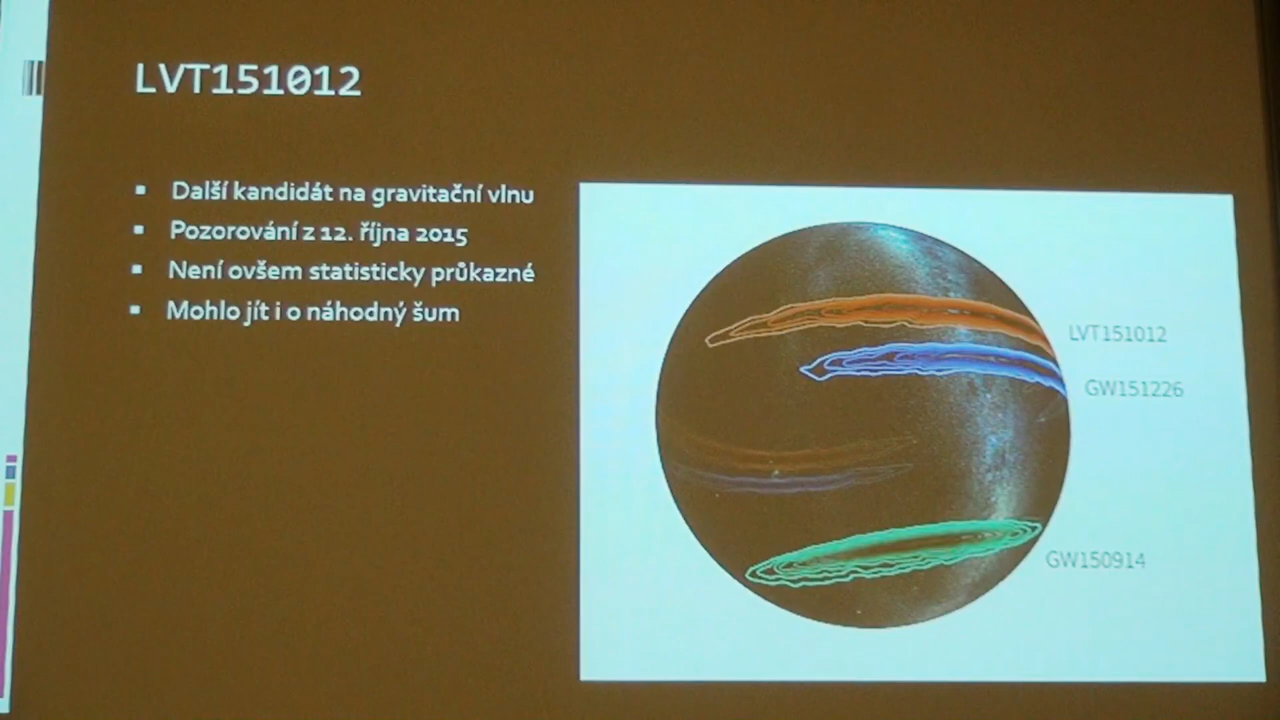 LVT151012
▪ Další kandidát na gravitační vlnu
▪ Pozorování z 12. října 2015
▪ Není ovšem statisticky průkazné
▪ Mohlo jít i o náhodný šum
LVT151012
GW151226
GW150914